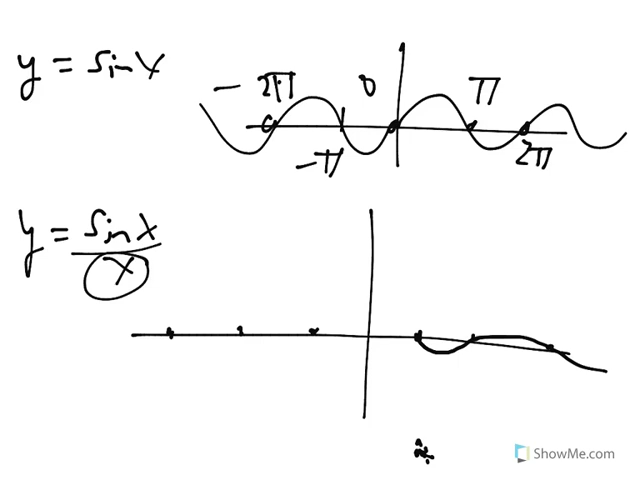 y = sin x
-2π
0
π
-π
2π
y = sin x / x
ShowMe.com